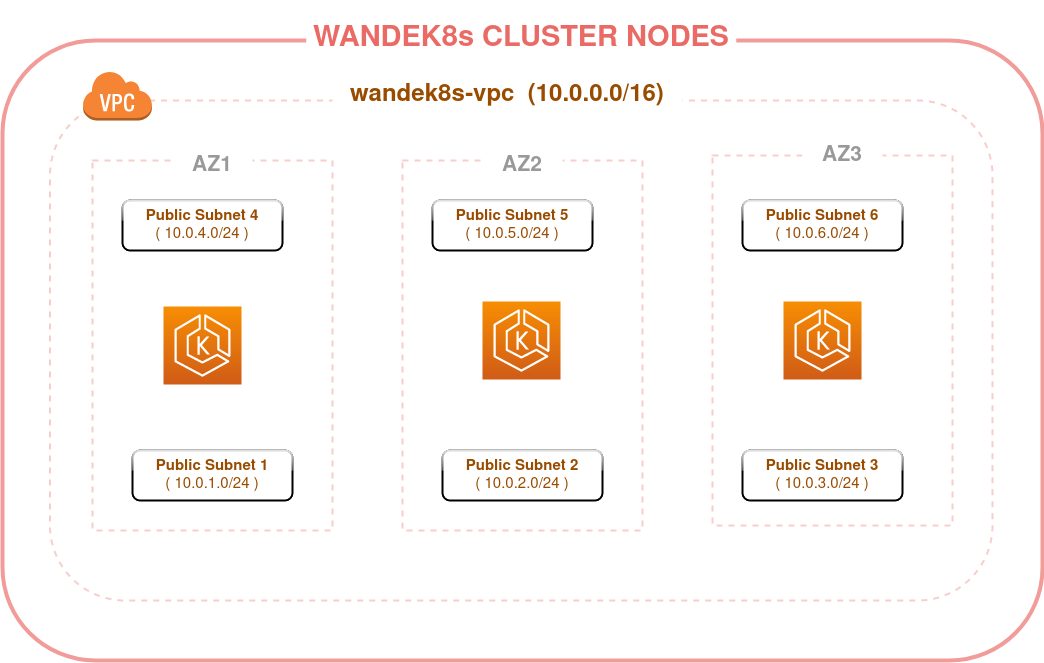 WANDEK8s CLUSTER NODES
VPC
wandek8s-vpc (10.0.0.0/16)
AZ1
AZ2
AZ3
Public Subnet 4
( 10.0.4.0/24 )
Public Subnet 5
( 10.0.5.0/24 )
Public Subnet 6
( 10.0.6.0/24 )
K
K
K
Public Subnet 1
( 10.0.1.0/24 )
Public Subnet 2
( 10.0.2.0/24 )
Public Subnet 3
( 10.0.3.0/24 )